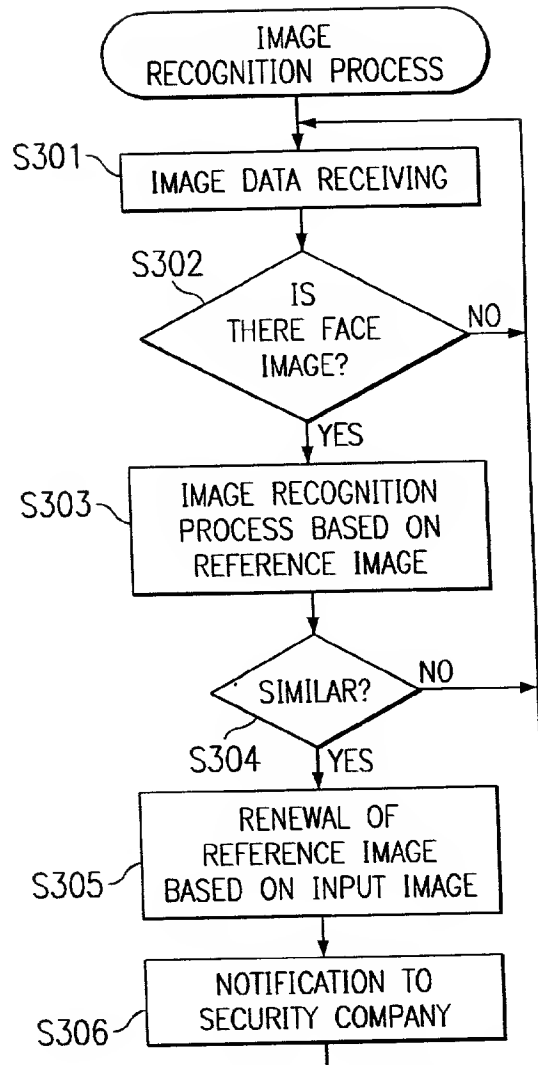 IMAGE
RECOGNITION PROCESS
S301
IMAGE DATA RECEIVING
S302
IS
THERE FACE
IMAGE?
NO
YES
S303
IMAGE RECOGNITION
PROCESS BASED ON
REFERENCE IMAGE
SIMILAR?
NO
S304
YES
RENEWAL OF
REFERENCE IMAGE
BASED ON INPUT IMAGE
S305
NOTIFICATION TO
SECURITY COMPANY
S306